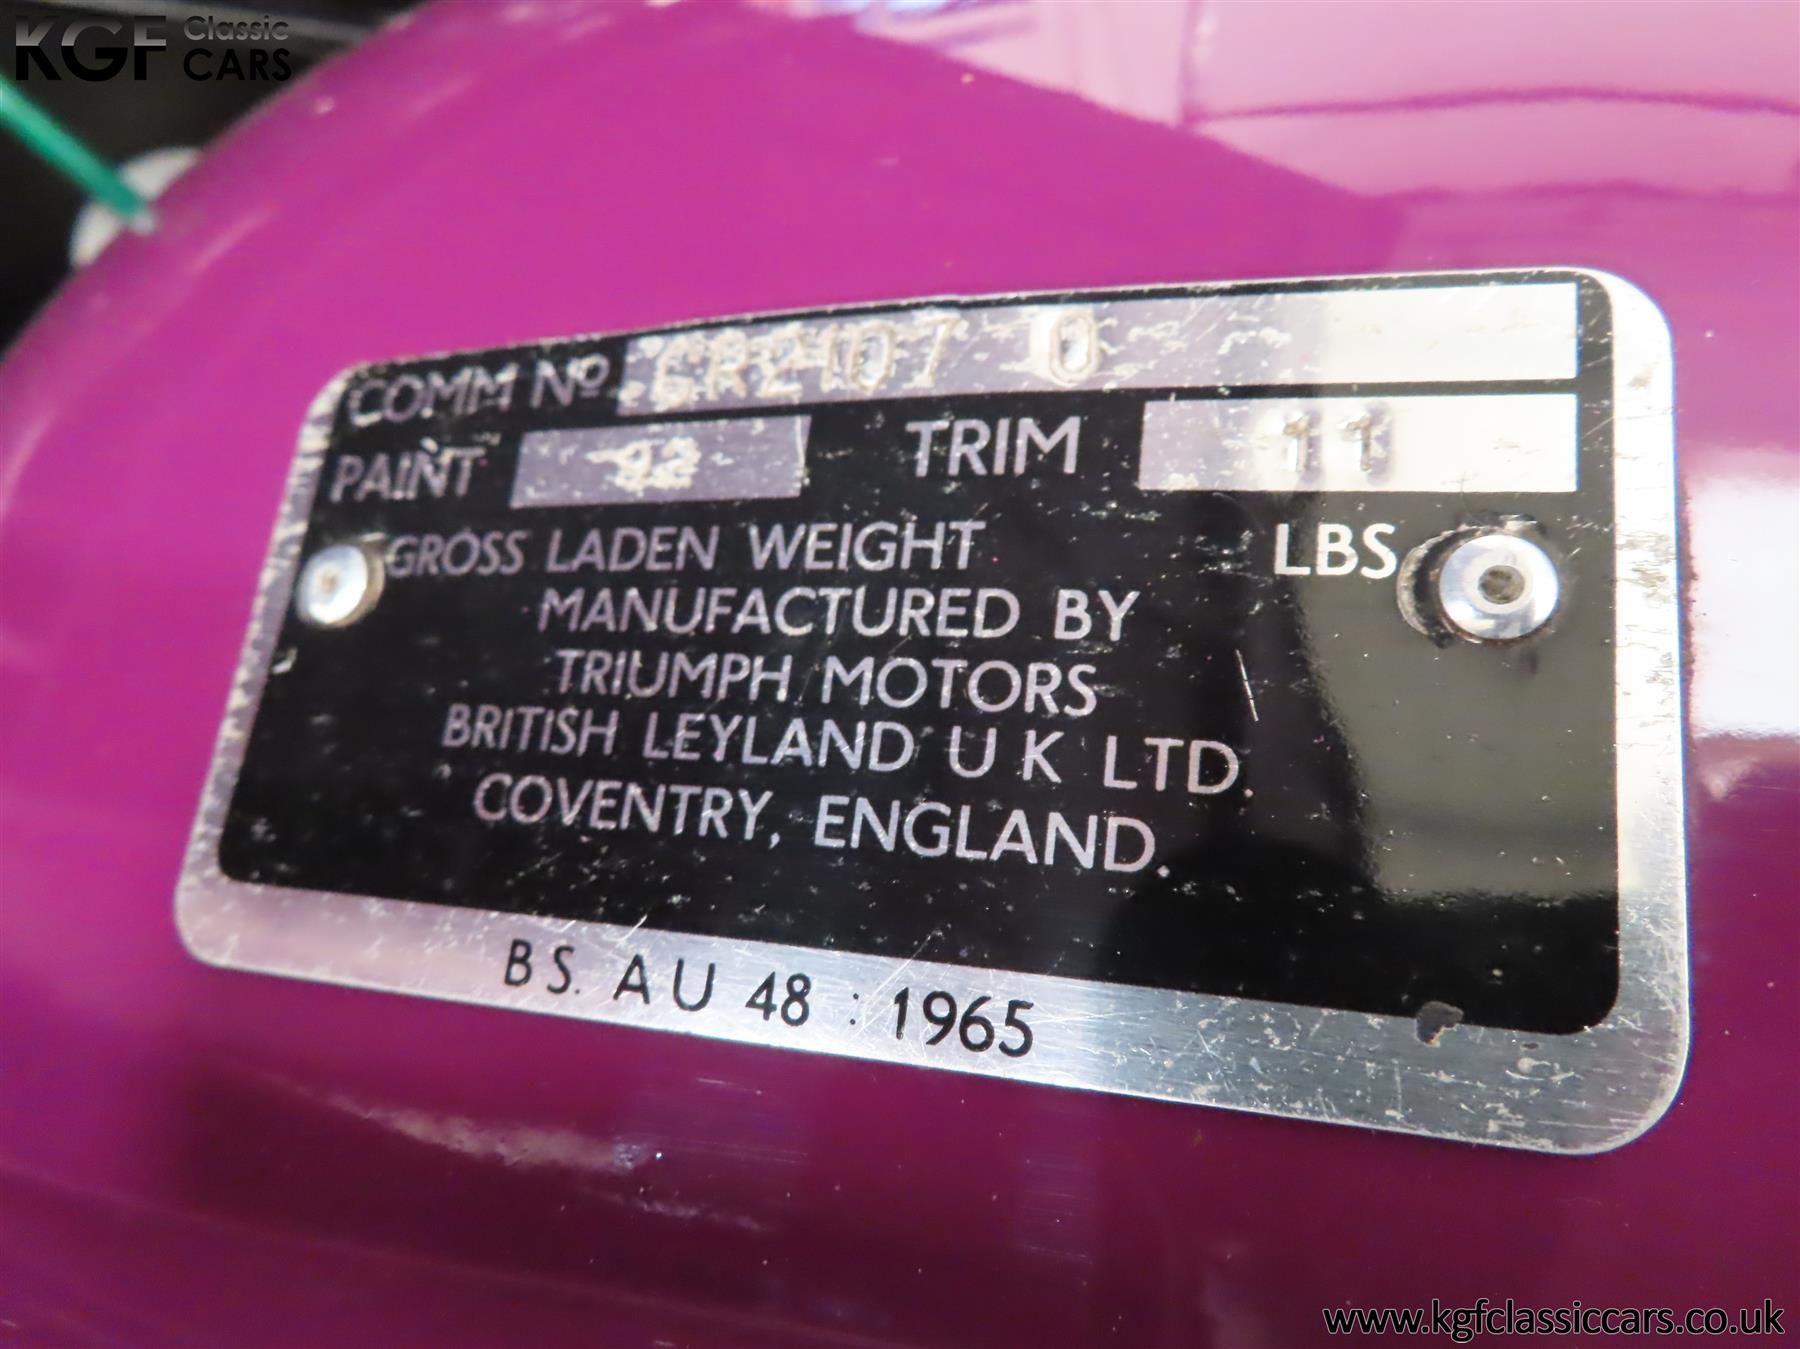 KGF Classic CARS
COMM Nº CR2107 O
PAINT 92 TRIM 11
GROSS LADEN WEIGHT LBS
MANUFACTURED BY
TRIUMPH MOTORS
BRITISH LEYLAND U K LTD.
COVENTRY, ENGLAND.
BS. AU 48 : 1965
www.kgfclassiccars.co.uk